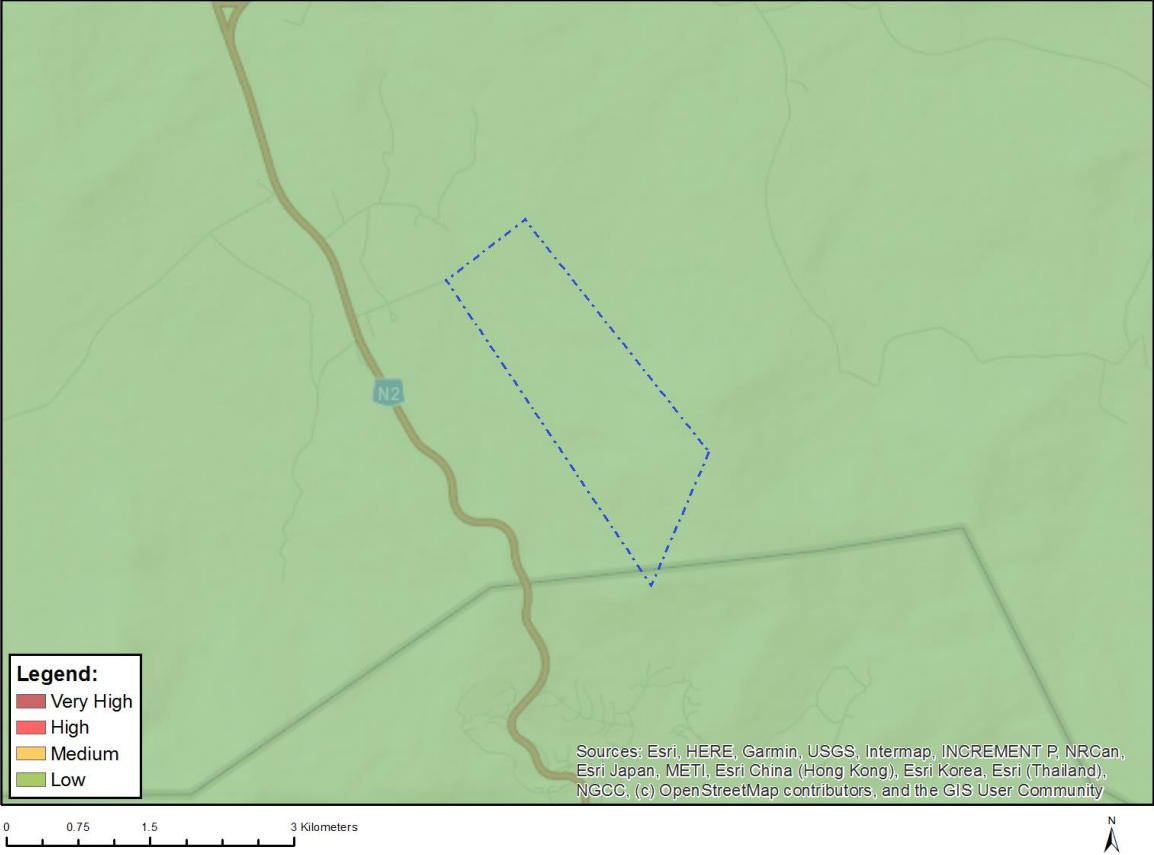 N2
Legend:
Very High
High
Medium
Low
Sources: Esri, HERE, Garmin, USGS, Intermap, INCREMENT P, NRCan,
Esri Japan, METI, Esri China (Hong Kong), Esri Korea, Esri (Thailand),
NGCC, (c) OpenStreetMap contributors, and the GIS User Community
0 0.75 1.5 3 Kilometers
N